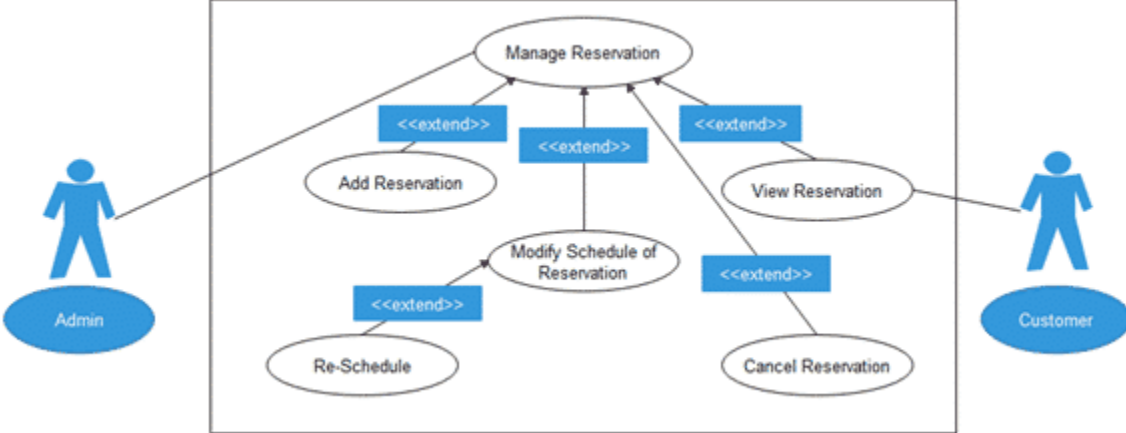 Manage Reservation
<<extend>>
<<extend>>
<<extend>>
Add Reservation
View Reservation
Modify Schedule of
Reservation
<<extend>>
<<extend>>
Admin
Customer
Re-Schedule
Cancel Reservation